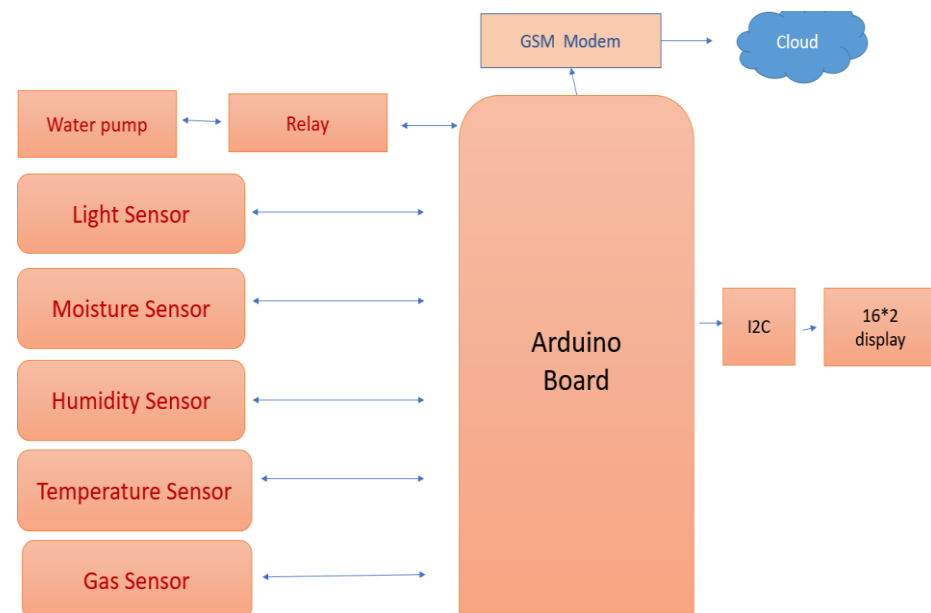 GSM Modem
Cloud
Water pump
Relay
Light Sensor
Moisture Sensor
Humidity Sensor
Temperature Sensor
Gas Sensor
Arduino
Board
I2C
16*2
display